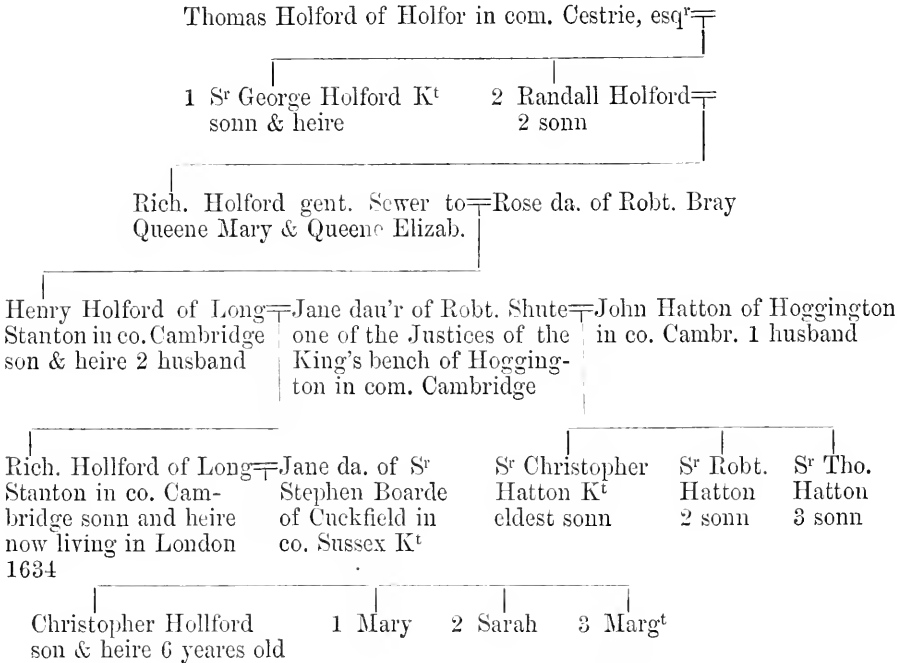 Thomas Holford of Holfor in com. Cestrie, esqʳ
1 Sʳ George Holford Kᵗ
sonn & heire
2 Randall Holford
2 sonn
Rich. Holford gent. Sewer to
Queene Mary & Queene Elizab.
Rose da. of Robt. Bray
Henry Holford of Long
Stanton in co. Cambridge
son & heire 2 husband
Jane dau'r of Robt. Shute
one of the Justices of the
King's bench of Hogging-
ton in com. Cambridge
John Hatton of Hoggington
in co. Cambr. 1 husband
Rich. Hollford of Long
Stanton in co. Cam-
bridge sonn and heire
now living in London
1634
Jane da. of Sʳ
Stephen Boarde
of Cuckfield in
co. Sussex Kᵗ
Sʳ Christopher
Hatton Kᵗ
eldest sonn
Sʳ Robt.
Hatton
2 sonn
Sʳ Tho.
Hatton
3 sonn
Christopher Hollford
son & heire 6 yeares old
1 Mary
2 Sarah
3 Margᵗ